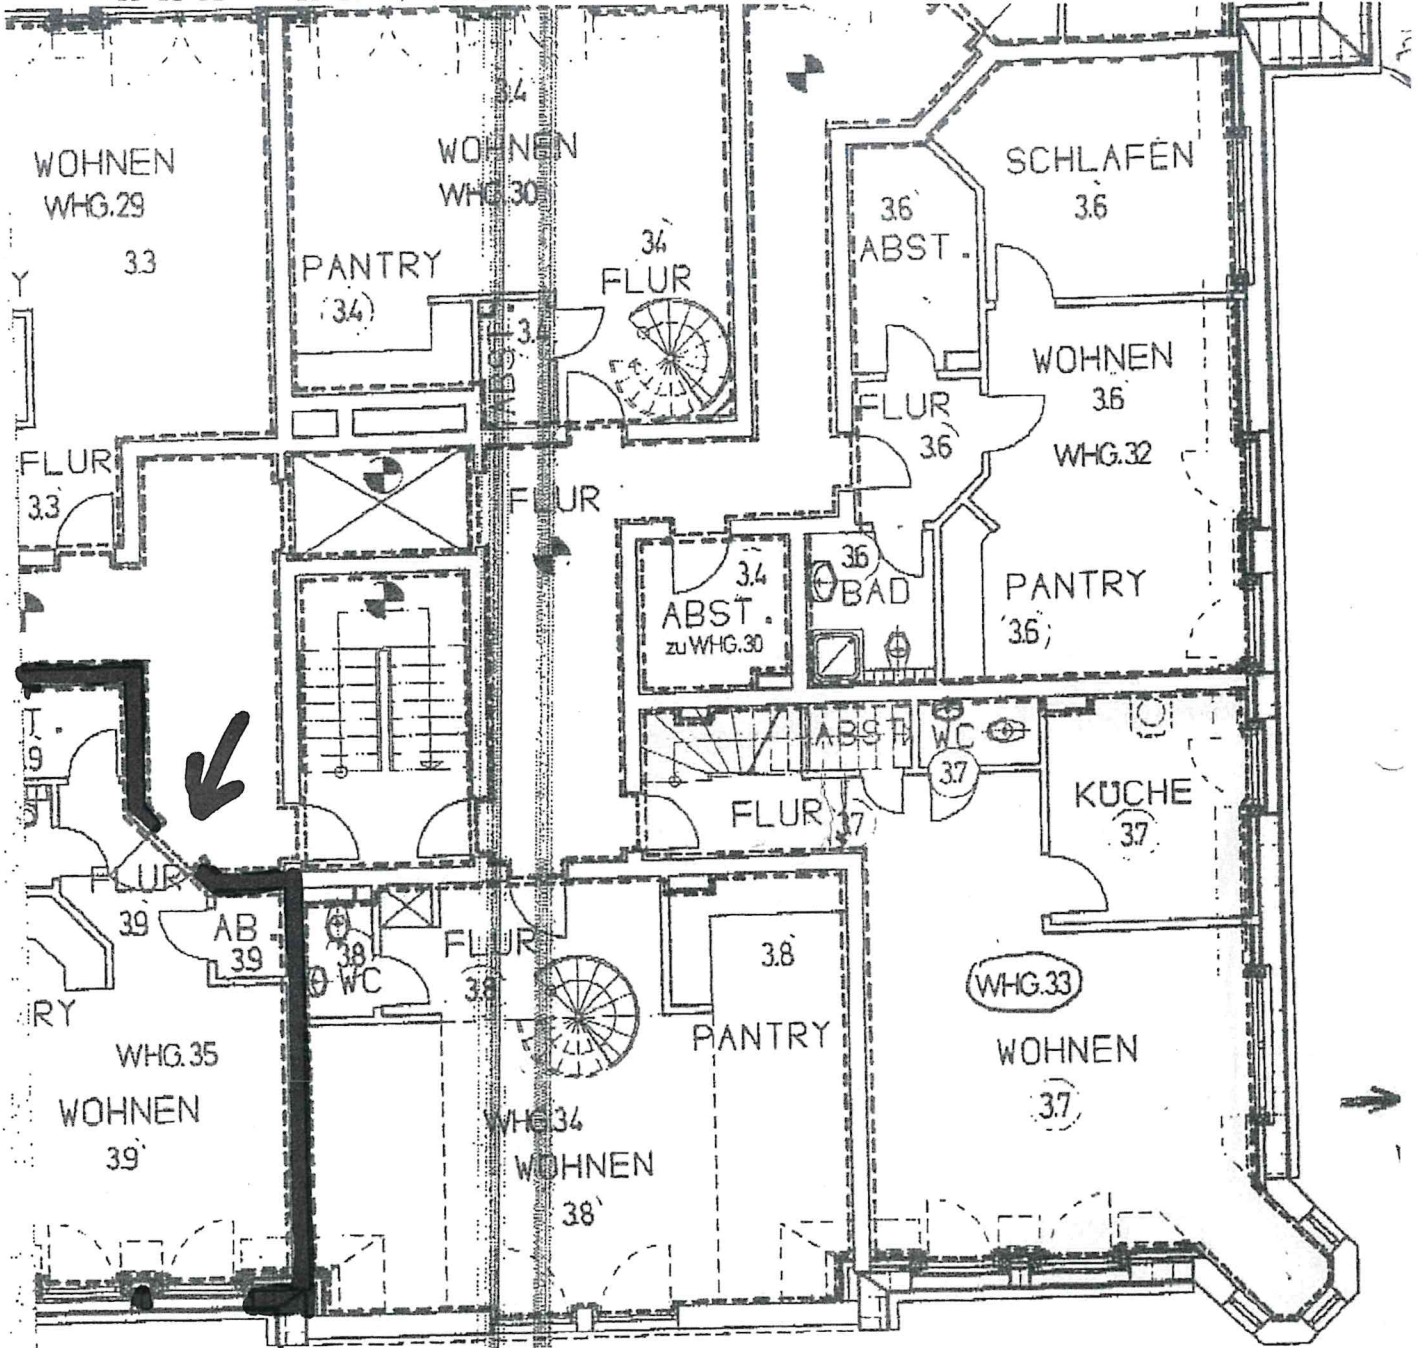 WOHNEN
WHG.29
3.3
FLUR
3.3
3.4
WOHNEN
WHG.30
PANTRY
(3.4)
3.4
FLUR
ABST.
3.4
3.6
ABST.
SCHLAFEN
3.6
WOHNEN
3.6
WHG.32
FLUR
3.6
PANTRY
3.6
3.6
BAD
FLUR
3.4
ABST.
zu WHG.30
ABST.
WC
3.7
KÜCHE
3.7
FLUR
3.7
WHG.33
WOHNEN
3.7
FLUR
3.9
AB
3.9
RY
WHG.35
WOHNEN
3.9
3.8
WC
FLUR
3.8
3.8
PANTRY
WHG.34
WOHNEN
3.8